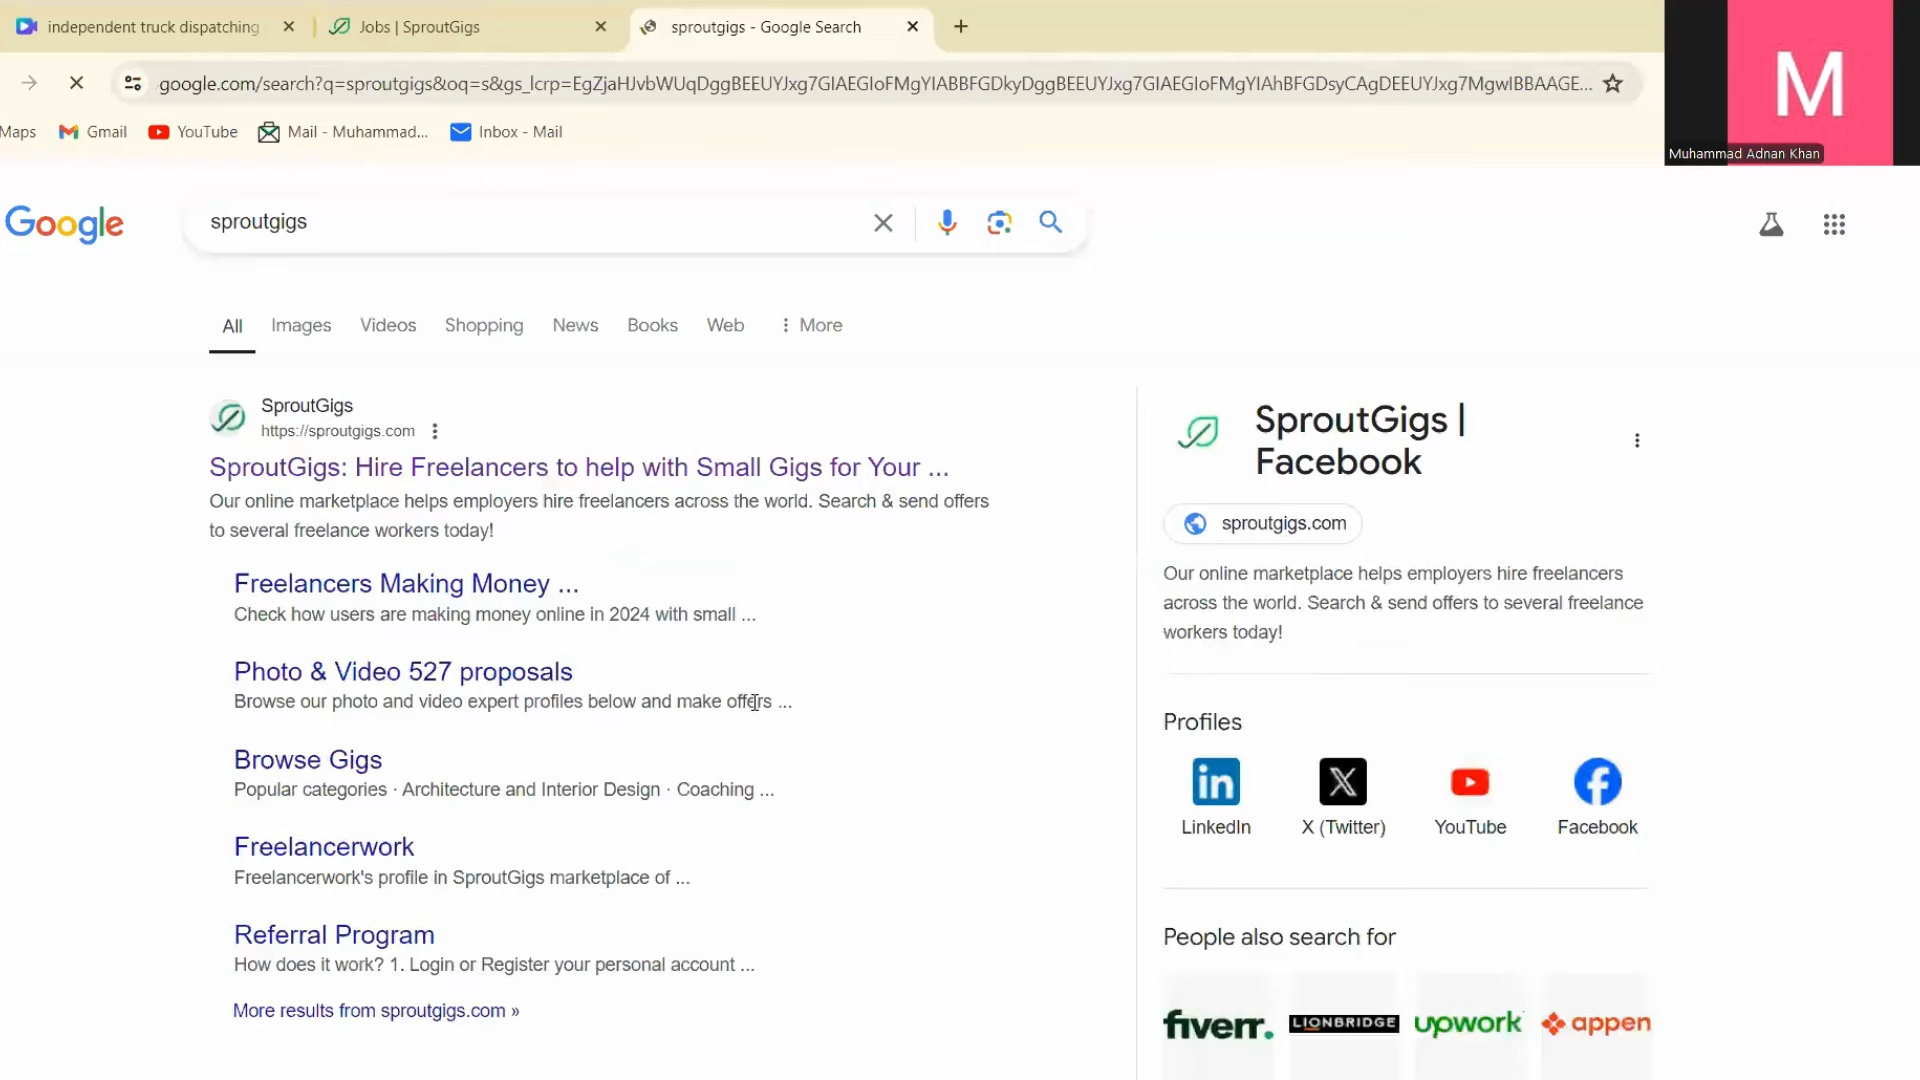 independent truck dispatching
Jobs | SproutGigs
sproutgigs - Google Search
google.com/search?q=sproutgigs&oq=s&gs_lcrp=EgZjaHJvbWUqDggBEEUYJxg7GIAEGIoFMgYIABBFGDkyDggBEEUYJxg7GIAEGIoFMgYIAhBFGDsyCAgDEEUYJxg7MgwIBBAAGE...
M
Muhammad Adnan Khan
Maps
Gmail
YouTube
Mail - Muhammad...
Inbox - Mail
Google
sproutgigs
All
Images
Videos
Shopping
News
Books
Web
More
SproutGigs
https://sproutgigs.com
SproutGigs: Hire Freelancers to help with Small Gigs for Your ...
Our online marketplace helps employers hire freelancers across the world. Search & send offers
to several freelance workers today!
Freelancers Making Money ...
Check how users are making money online in 2024 with small ...
Photo & Video 527 proposals
Browse our photo and video expert profiles below and make offers ...
Browse Gigs
Popular categories · Architecture and Interior Design · Coaching ...
Freelancerwork
Freelancerwork's profile in SproutGigs marketplace of ...
Referral Program
How does it work? 1. Login or Register your personal account ...
More results from sproutgigs.com »
SproutGigs |
Facebook
sproutgigs.com
Our online marketplace helps employers hire freelancers
across the world. Search & send offers to several freelance
workers today!
Profiles
LinkedIn
X (Twitter)
YouTube
Facebook
People also search for
fiverr.
LIONBRIDGE
upwork
appen